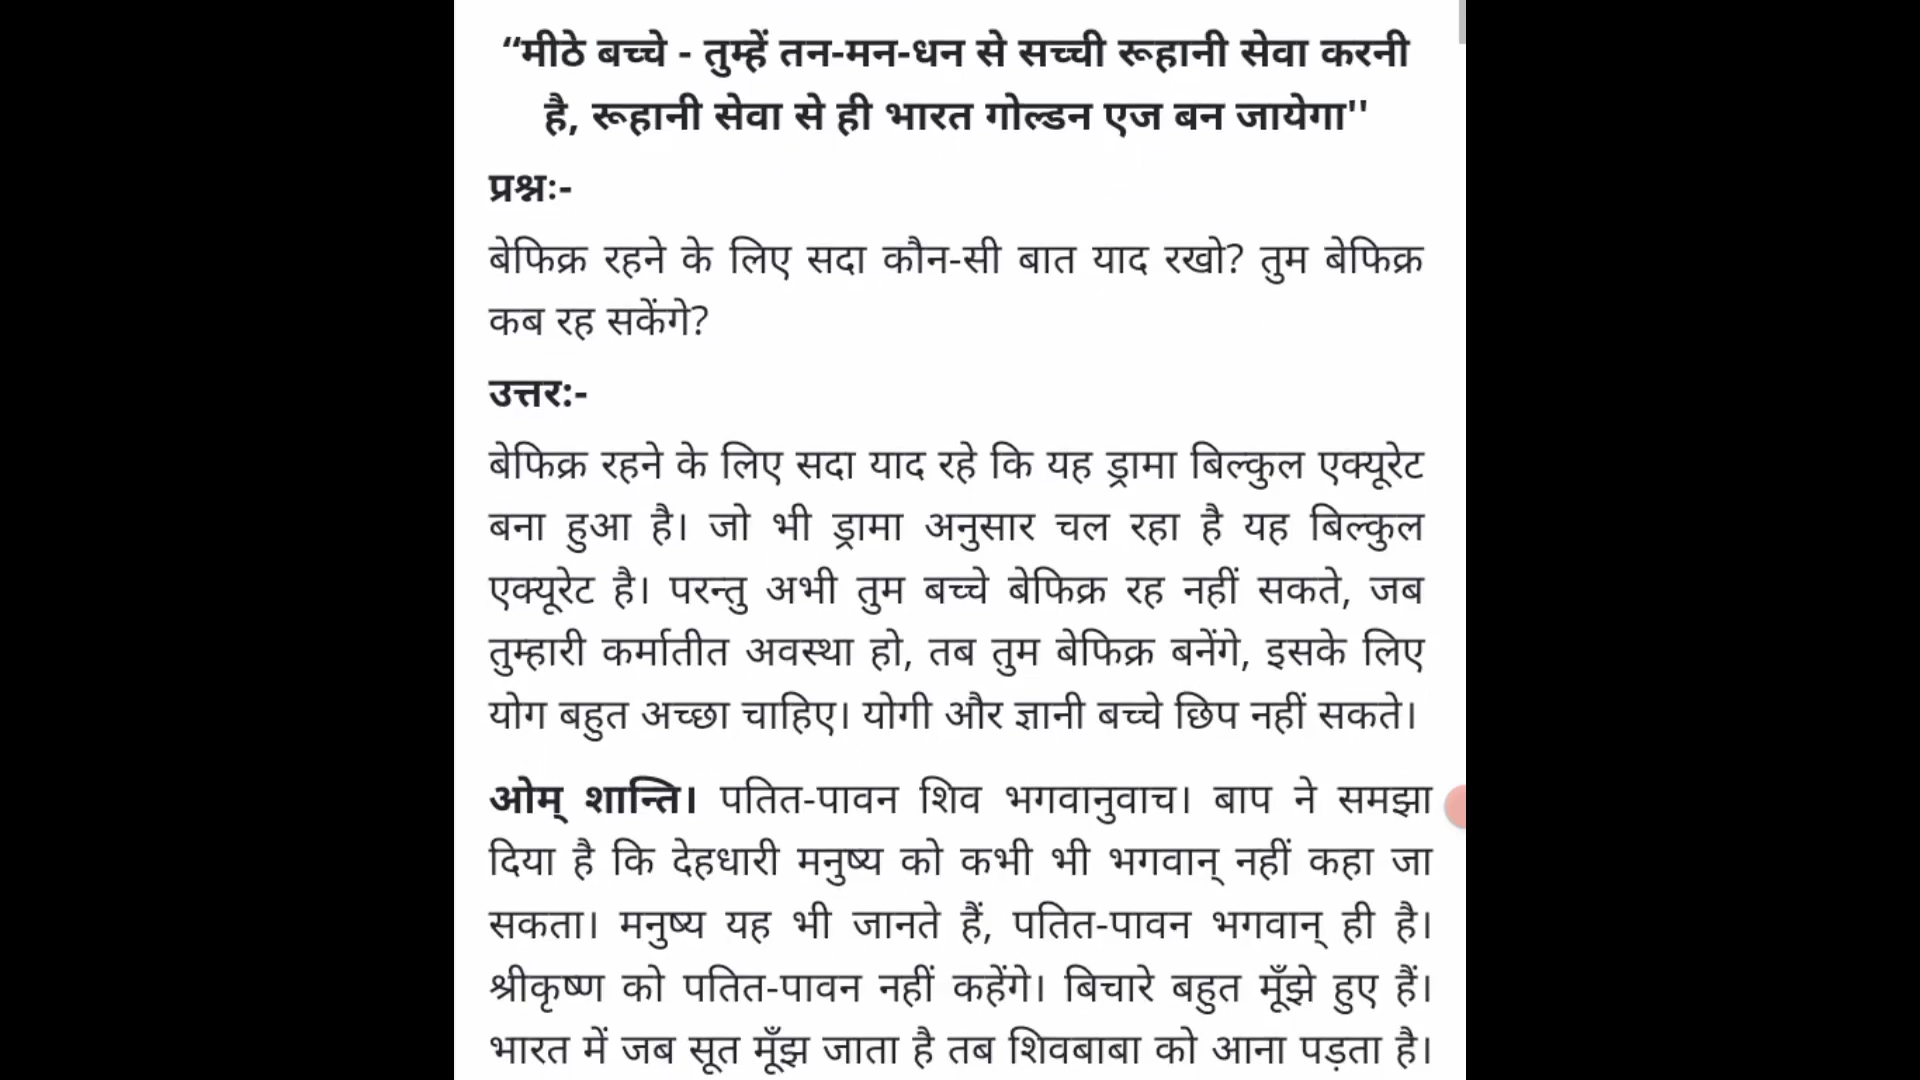 “मीठे बच्चे - तुम्हें तन-मन-धन से सच्ची रूहानी सेवा करनी
है, रूहानी सेवा से ही भारत गोल्डन एज बन जायेगा''
प्रश्नः-
बेफिक्र रहने के लिए सदा कौन-सी बात याद रखो? तुम बेफिक्र
कब रह सकेंगे?
उत्तर:-
बेफिक्र रहने के लिए सदा याद रहे कि यह ड्रामा बिल्कुल एक्यूरेट
बना हुआ है। जो भी ड्रामा अनुसार चल रहा है यह बिल्कुल
एक्यूरेट है। परन्तु अभी तुम बच्चे बेफिक्र रह नहीं सकते, जब
तुम्हारी कर्मातीत अवस्था हो, तब तुम बेफिक्र बनेंगे, इसके लिए
योग बहुत अच्छा चाहिए। योगी और ज्ञानी बच्चे छिप नहीं सकते।
ओम् शान्ति। पतित-पावन शिव भगवानुवाच। बाप ने समझा
दिया है कि देहधारी मनुष्य को कभी भी भगवान् नहीं कहा जा
सकता। मनुष्य यह भी जानते हैं, पतित-पावन भगवान् ही है।
श्रीकृष्ण को पतित-पावन नहीं कहेंगे। बिचारे बहुत मूँझे हुए हैं।
भारत में जब सूत मूँझ जाता है तब शिवबाबा को आना पड़ता है।